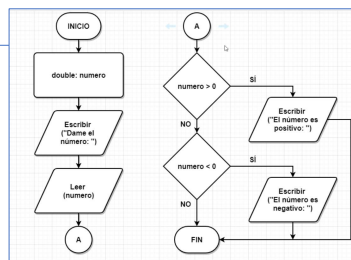 INICIO
double: numero
Escribir
("Dame el
número: ")
Leer
(numero)
A
A
numero > 0
SÍ
Escribir
("El número es
positivo: ")
NO
numero < 0
SÍ
Escribir
("El número es
negativo: ")
NO
FIN